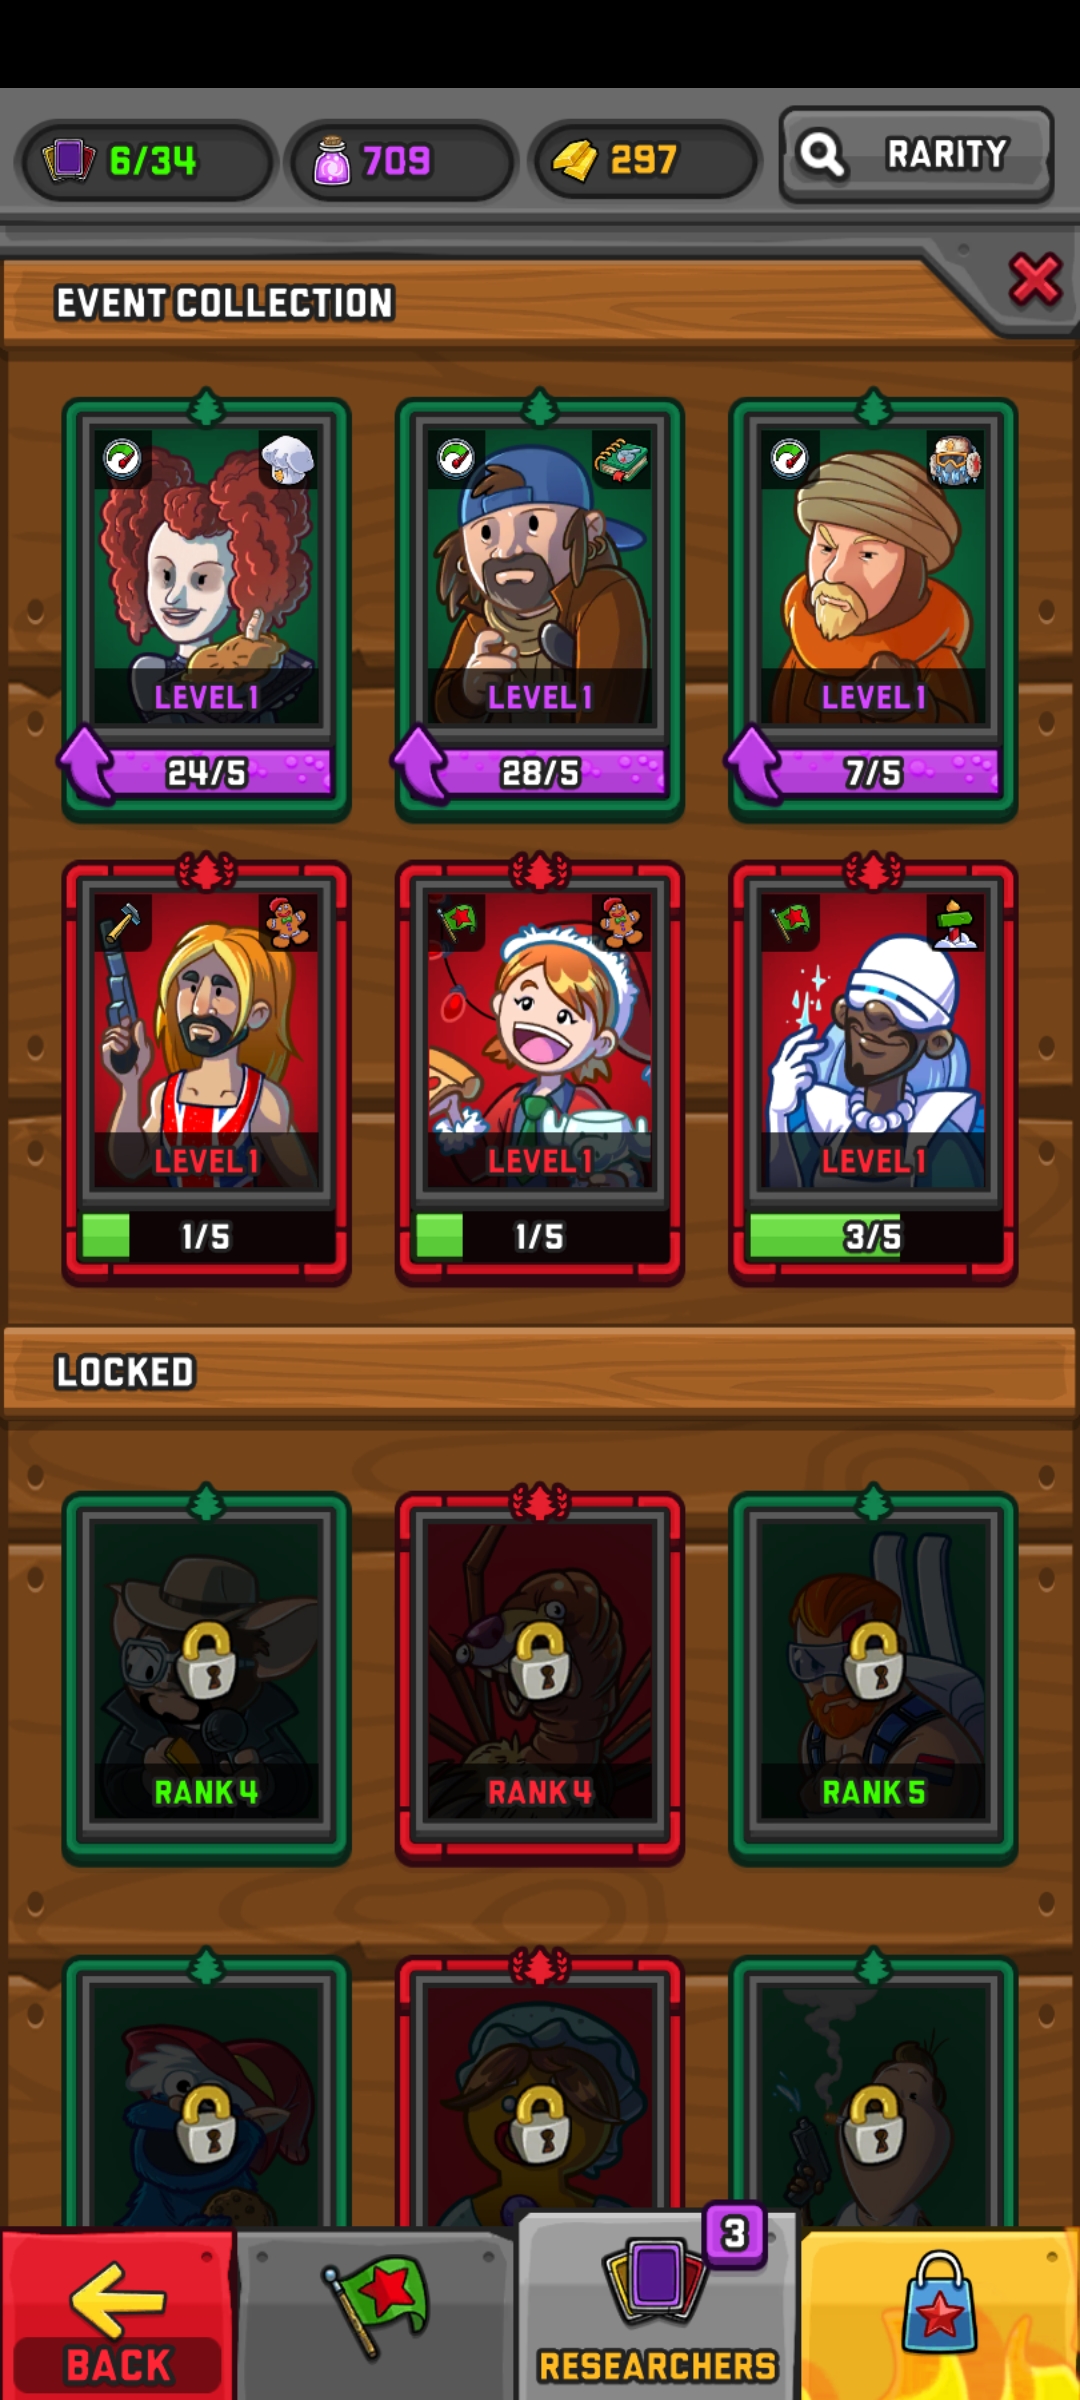 6/34 709 297 RARITY
EVENT COLLECTION
LEVEL 1 LEVEL 1 LEVEL 1
24/5 28/5 7/5
LEVEL 1 LEVEL 1 LEVEL 1
1/5 1/5 3/5
LOCKED
RANK 4 RANK 4 RANK 5
3
BACK RESEARCHERS